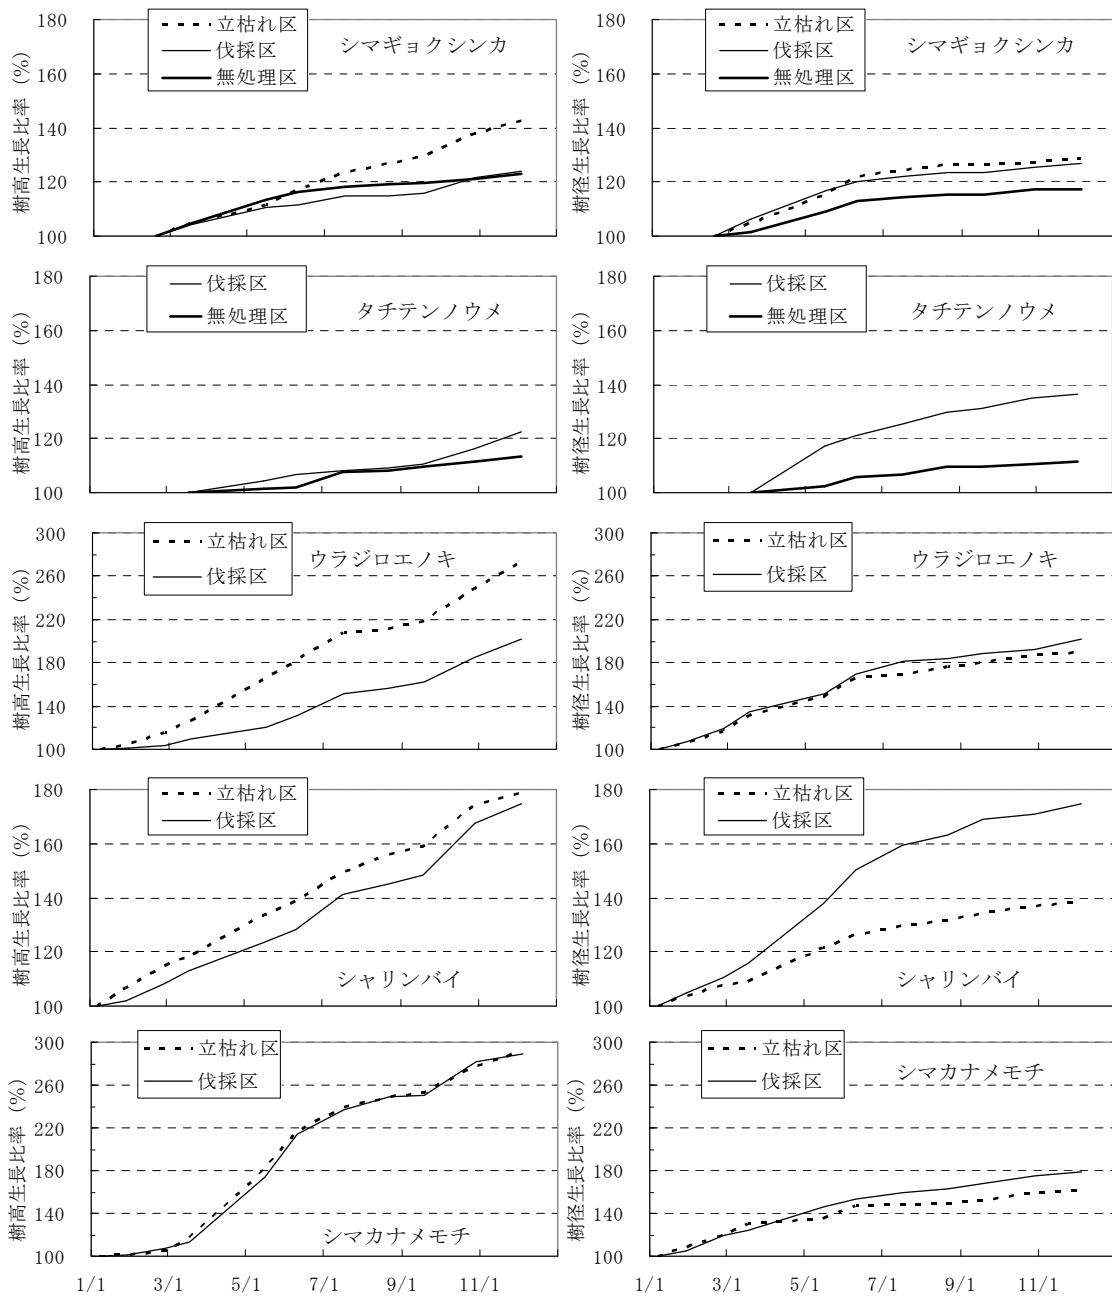 樹高生長比率 (%)
180
160
140
120
100
立枯れ区
伐採区
無処理区
シマギョクシンカ
樹径生長比率 (%)
180
160
140
120
100
立枯れ区
伐採区
無処理区
シマギョクシンカ
樹高生長比率 (%)
180
160
140
120
100
伐採区
無処理区
タチテンノウメ
樹径生長比率 (%)
180
160
140
120
100
伐採区
無処理区
タチテンノウメ
樹高生長比率 (%)
300
260
220
180
140
100
立枯れ区
伐採区
ウラジロエノキ
樹径生長比率 (%)
300
260
220
180
140
100
立枯れ区
伐採区
ウラジロエノキ
樹高生長比率 (%)
180
160
140
120
100
立枯れ区
伐採区
シャリンバイ
樹径生長比率 (%)
180
160
140
120
100
立枯れ区
伐採区
シャリンバイ
樹高生長比率 (%)
300
260
220
180
140
100
立枯れ区
伐採区
シマカナメモチ
1/1 3/1 5/1 7/1 9/1 11/1
樹径生長比率 (%)
300
260
220
180
140
100
立枯れ区
伐採区
シマカナメモチ
1/1 3/1 5/1 7/1 9/1 11/1